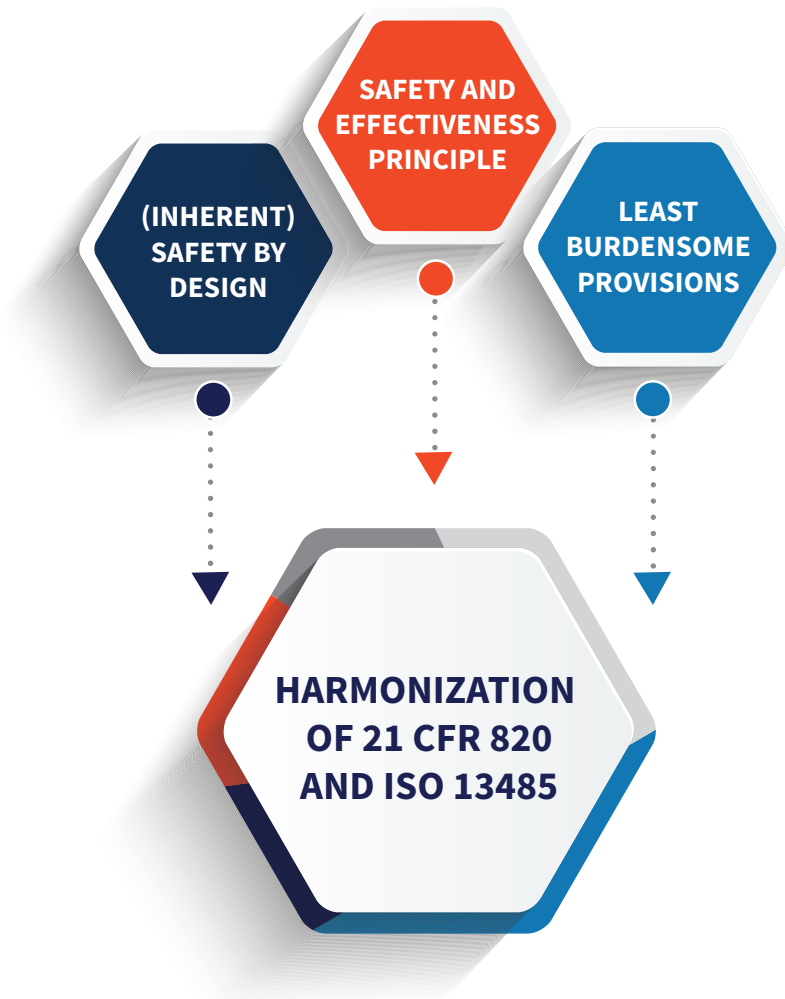 SAFETY AND
EFFECTIVENESS
PRINCIPLE
(INHERENT)
SAFETY BY
DESIGN
LEAST
BURDENSOME
PROVISIONS
HARMONIZATION
OF 21 CFR 820
AND ISO 13485